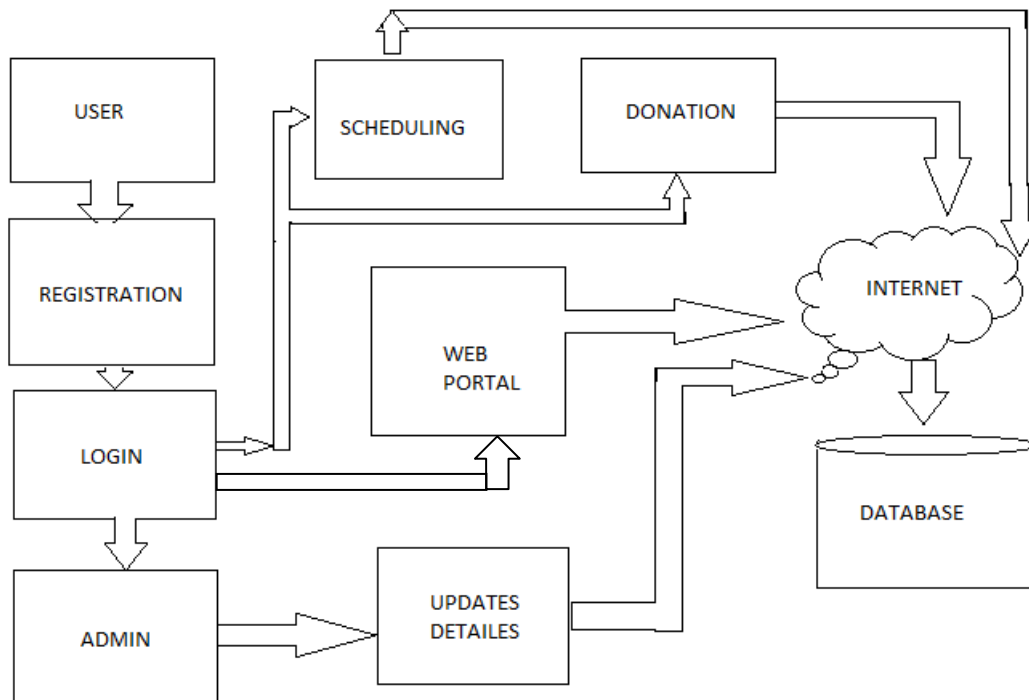 USER
SCHEDULING
DONATION
REGISTRATION
INTERNET
WEB
PORTAL
LOGIN
DATABASE
UPDATES
DETAILES
ADMIN